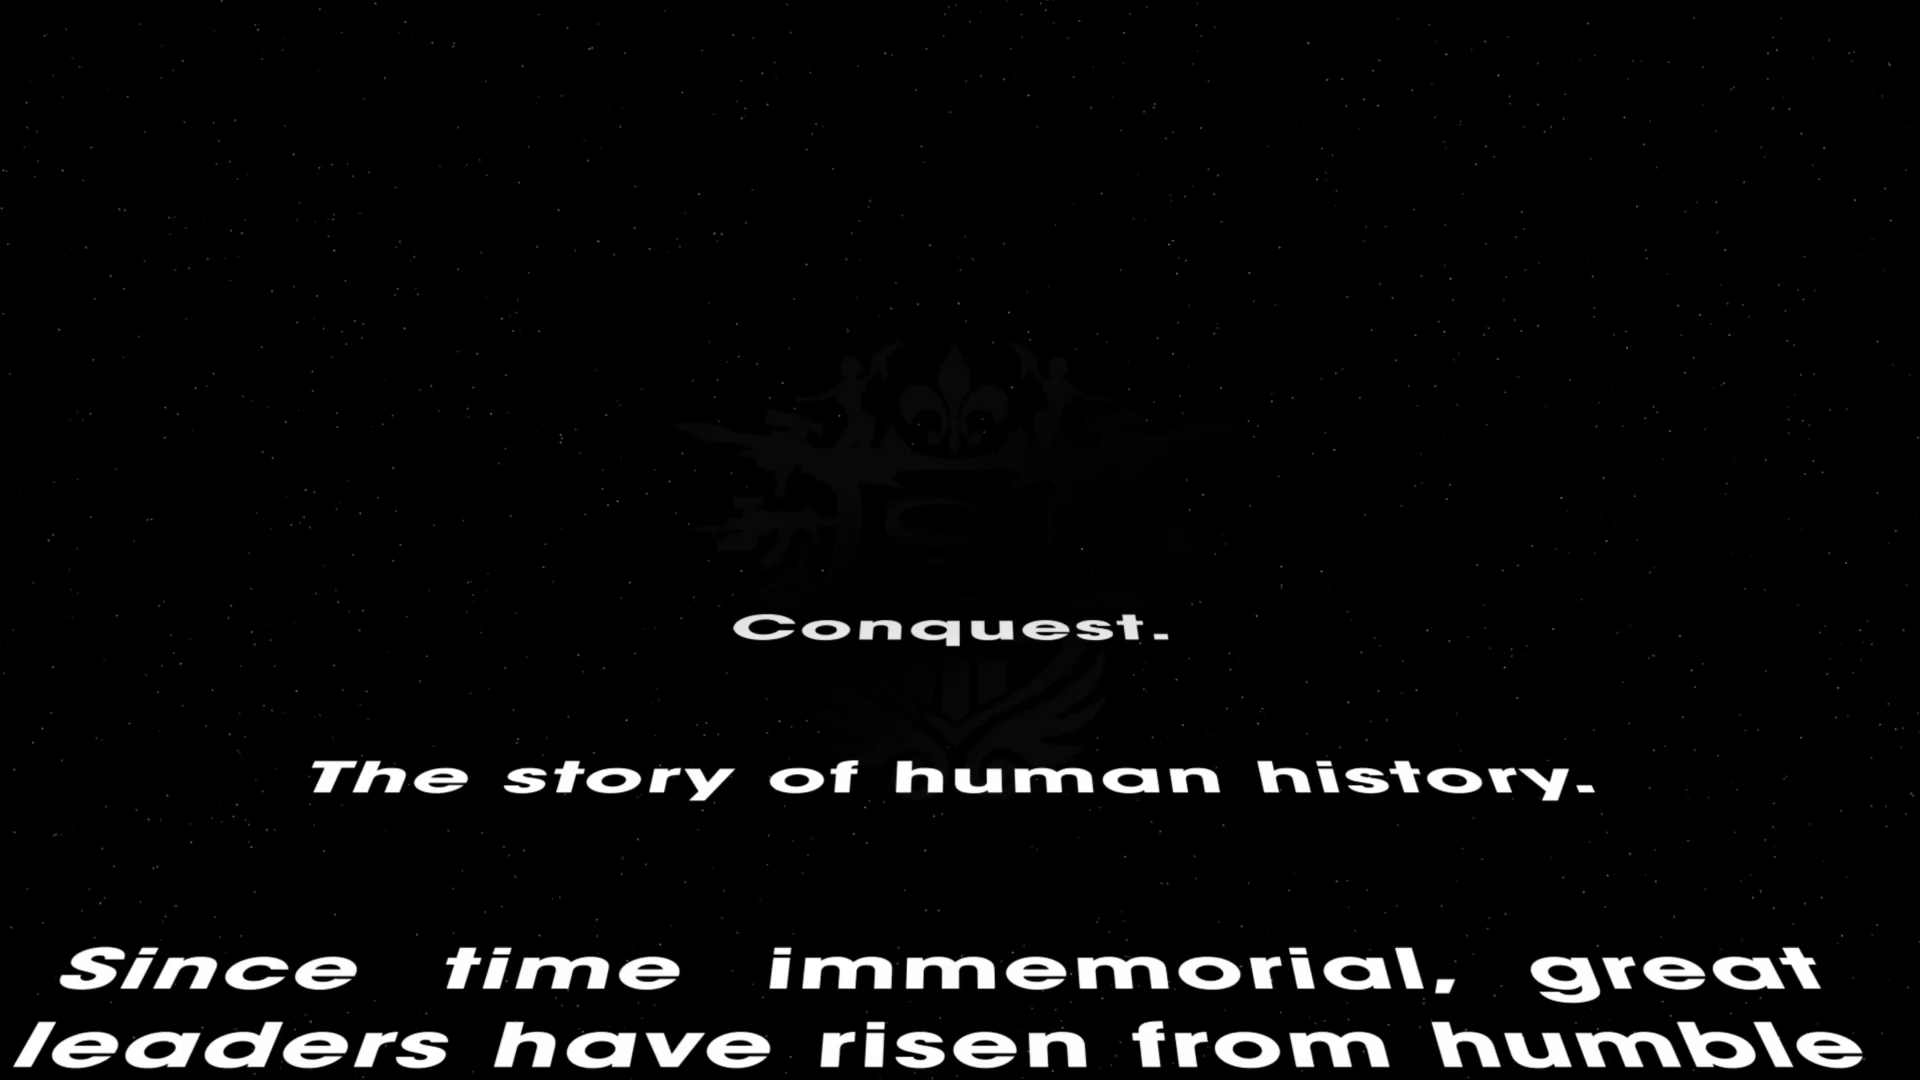 Conquest.
The story of human history.
Since time immemorial, great
leaders have risen from humble